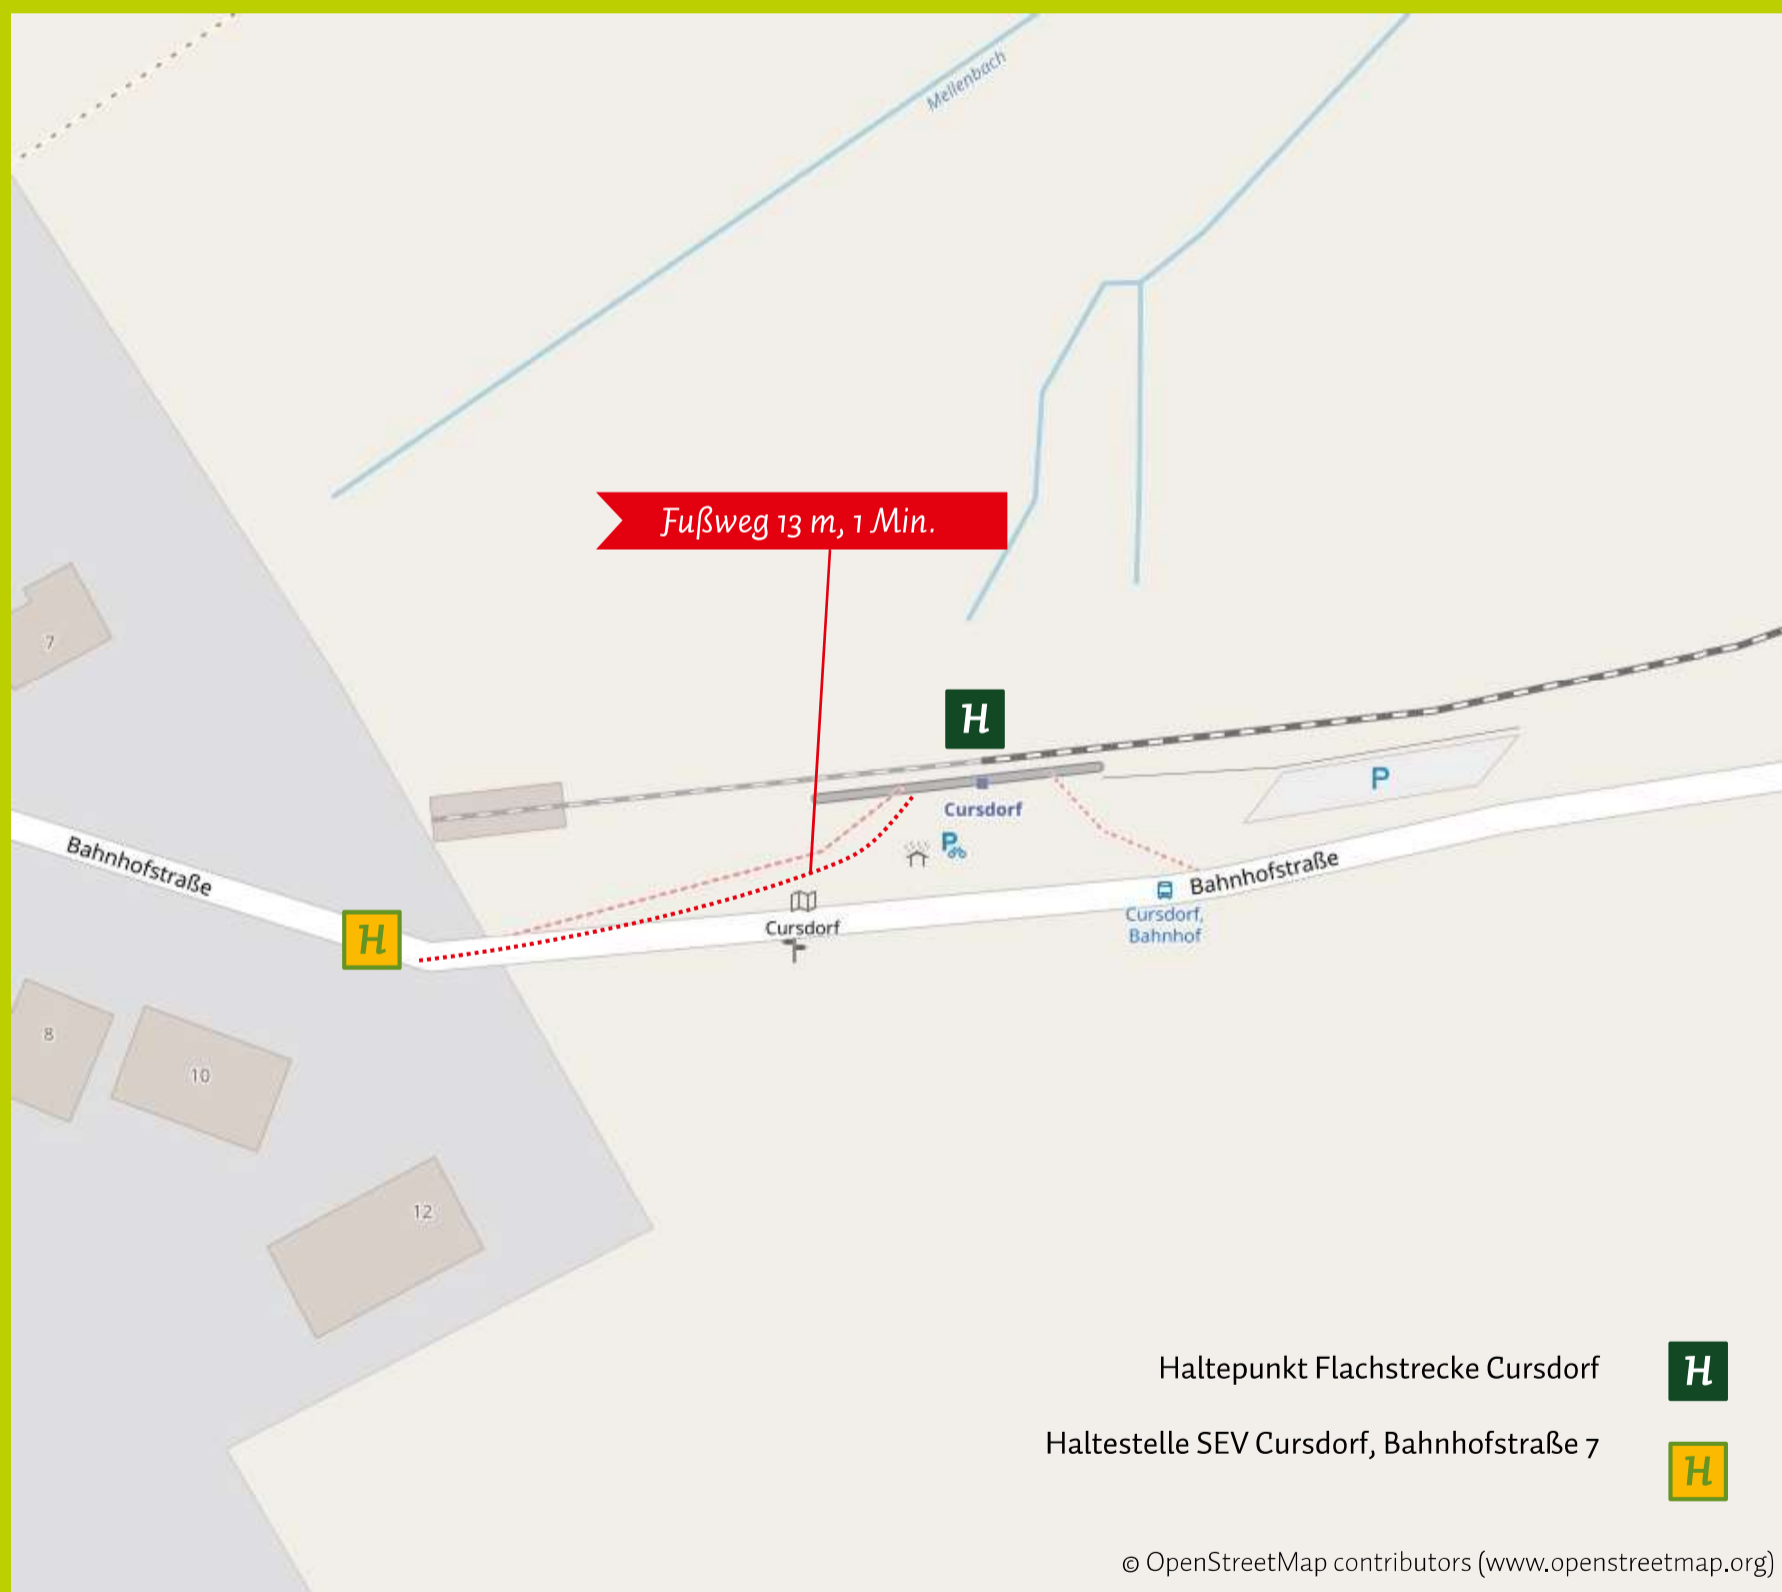 Mellenbach
Fußweg 13 m, 1 Min.
7
H
Cursdorf
P
P
Bahnhofstraße
Bahnhofstraße
H
Cursdorf
Cursdorf,
Bahnhof
8
10
12
Haltepunkt Flachstrecke Cursdorf
H
Haltestelle SEV Cursdorf, Bahnhofstraße 7
H
© OpenStreetMap contributors (www.openstreetmap.org)